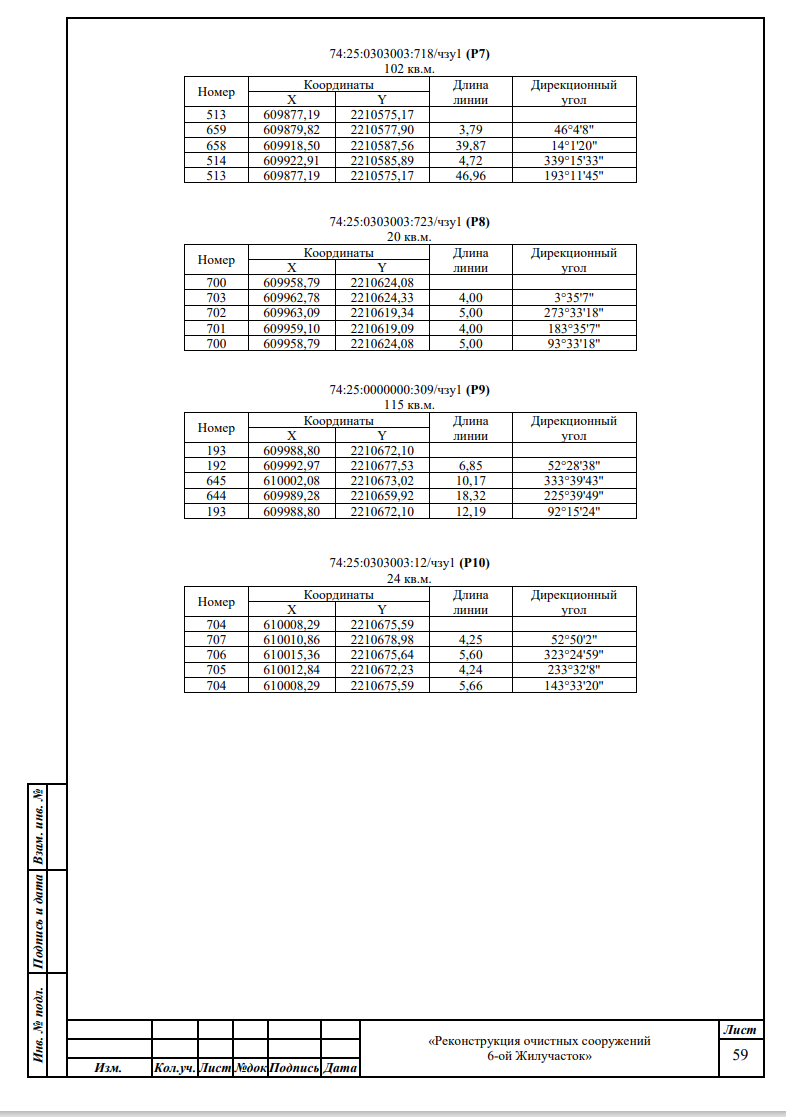 74:25:0303003:718/чзу1 (Р7)
102 кв.м.
Номер Координаты Длина линии Дирекционный угол
X Y
513 609877,19 2210575,17
659 609879,82 2210577,90 3,79 46°4'8"
658 609918,50 2210587,56 39,87 14°1'20"
514 609922,91 2210585,89 4,72 339°15'33"
513 609877,19 2210575,17 46,96 193°11'45"
74:25:0303003:723/чзу1 (Р8)
20 кв.м.
Номер Координаты Длина линии Дирекционный угол
X Y
700 609958,79 2210624,08
703 609962,78 2210624,33 4,00 3°35'7"
702 609963,09 2210619,34 5,00 273°33'18"
701 609959,10 2210619,09 4,00 183°35'7"
700 609958,79 2210624,08 5,00 93°33'18"
74:25:0000000:309/чзу1 (Р9)
115 кв.м.
Номер Координаты Длина линии Дирекционный угол
X Y
193 609988,80 2210672,10
192 609992,97 2210677,53 6,85 52°28'38"
645 610002,08 2210673,02 10,17 333°39'43"
644 609989,28 2210659,92 18,32 225°39'49"
193 609988,80 2210672,10 12,19 92°15'24"
74:25:0303003:12/чзу1 (Р10)
24 кв.м.
Номер Координаты Длина линии Дирекционный угол
X Y
704 610008,29 2210675,59
707 610010,86 2210678,98 4,25 52°50'2"
706 610015,36 2210675,64 5,60 323°24'59"
705 610012,84 2210672,23 4,24 233°32'8"
704 610008,29 2210675,59 5,66 143°33'20"
Взам. инв. №
Подпись и дата
Инв. № подл.
Изм. Кол.уч. Лист №док Подпись Дата
«Реконструкция очистных сооружений
6-ой Жилучасток»
Лист
59